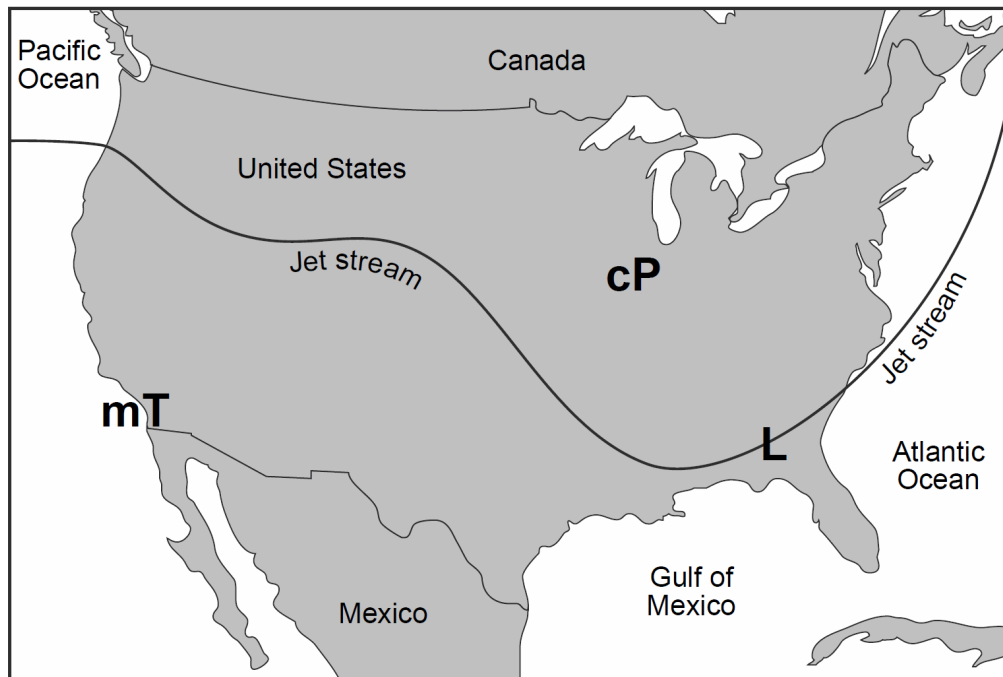 Pacific
Ocean
Canada
United States
Jet stream
cP
Jet stream
mT
L
Atlantic
Ocean
Gulf of
Mexico
Mexico